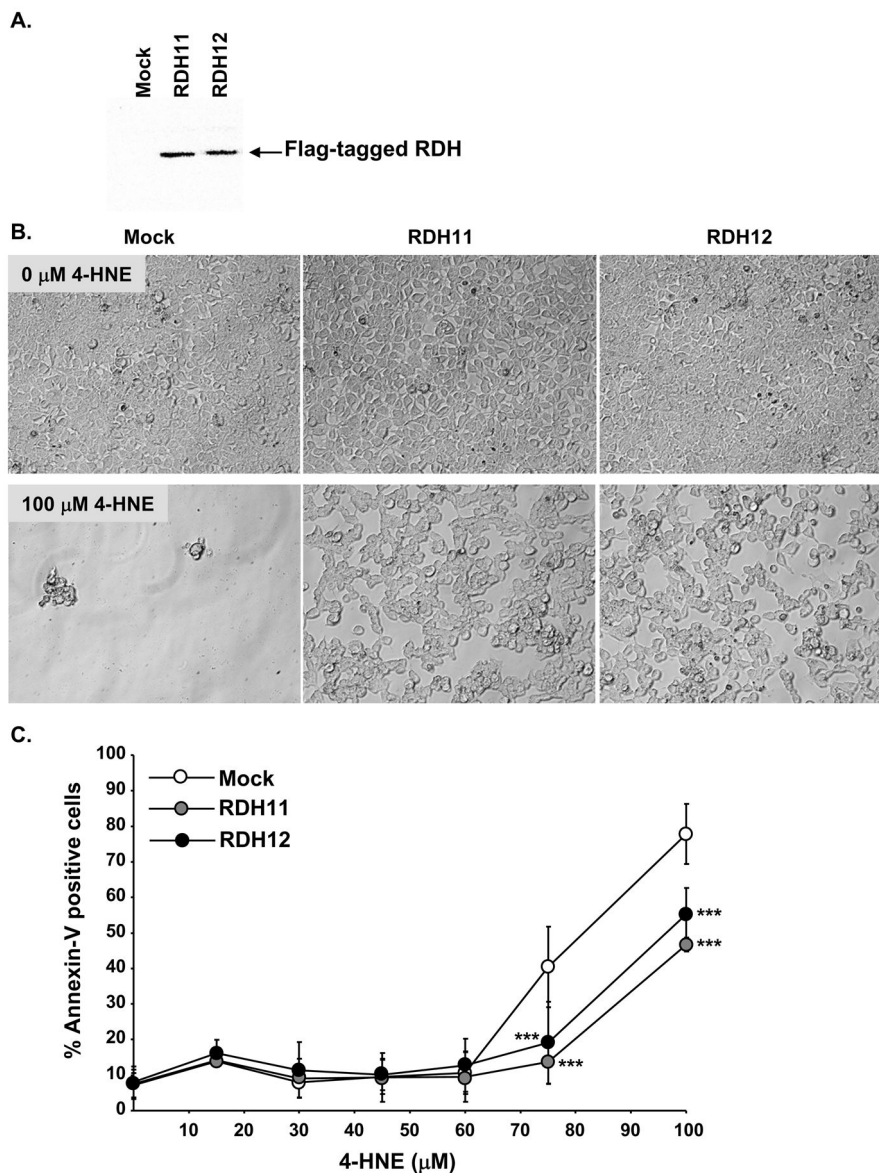 A.
Mock
RDH11
RDH12
Flag-tagged RDH
B.
Mock RDH11 RDH12
0 μM 4-HNE
100 μM 4-HNE
C.
% Annexin-V positive cells
100
90
80
70
60
50
40
30
20
10
0
Mock
RDH11
RDH12
***
***
***
***
10 20 30 40 50 60 70 80 90 100
4-HNE (μM)